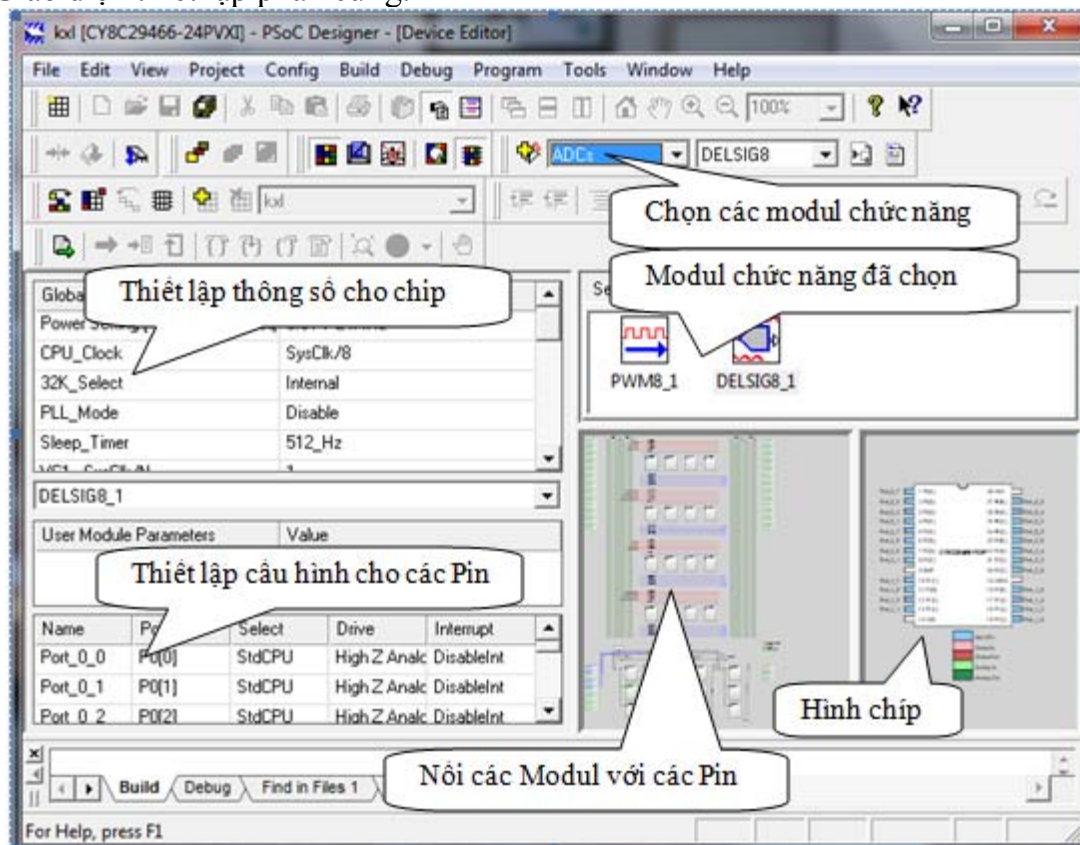 kxl [CY8C29466-24PVXI] - PSoC Designer - [Device Editor]
File Edit View Project Config Build Debug Program Tools Window Help
100%
ADCs DELSIG8
kxl
Chọn các modul chức năng
Modul chức năng đã chọn
Thiết lập thông số cho chip
CPU_Clock SysClk/8
32K_Select Internal
PLL_Mode Disable
Sleep_Timer 512_Hz
PWM8_1 DELSIG8_1
DELSIG8_1
User Module Parameters Value
Thiết lập cấu hình cho các Pin
Name Select Drive Interrupt
Port_0_0 P0[0] StdCPU High Z Analc DisableInt
Port_0_1 P0[1] StdCPU High Z Analc DisableInt
Port_0_2 P0[2] StdCPU High Z Analc DisableInt
Hình chíp
Nối các Modul với các Pin
Build Debug Find in Files 1
For Help, press F1